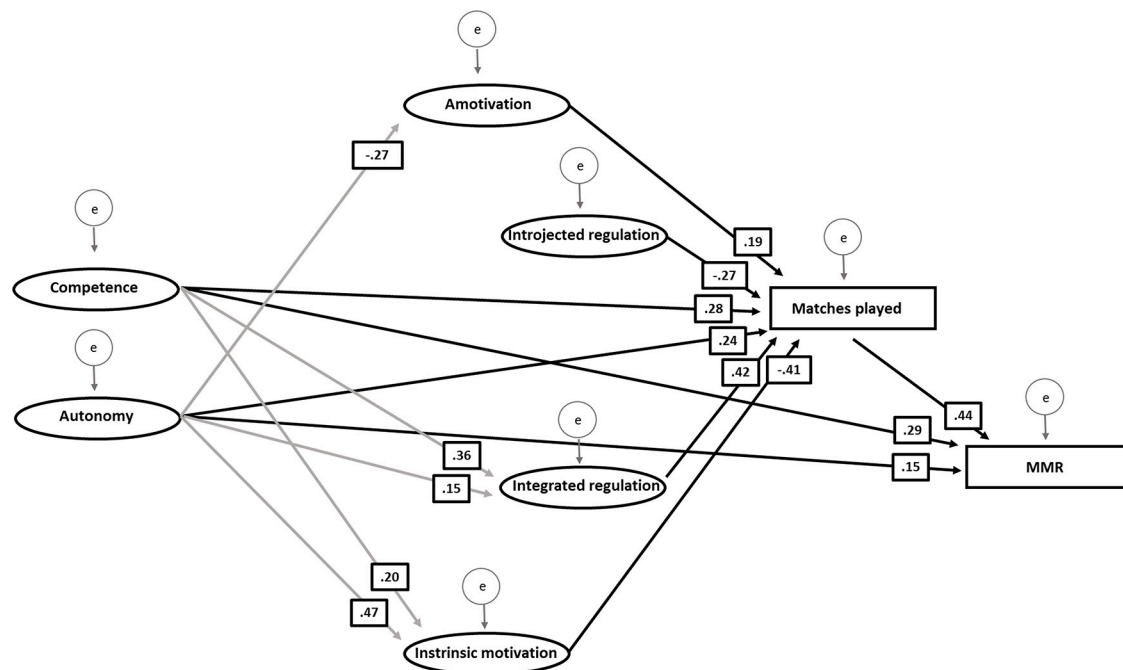 e
Amotivation
-.27
e
e
Introjected regulation
.19
e
Competence
-.27
Matches played
.28
e
.24
.42
-.41
Autonomy
e
e
.44
.29
.36
.15
MMR
.15
Integrated regulation
.20
e
.47
Instrinsic motivation